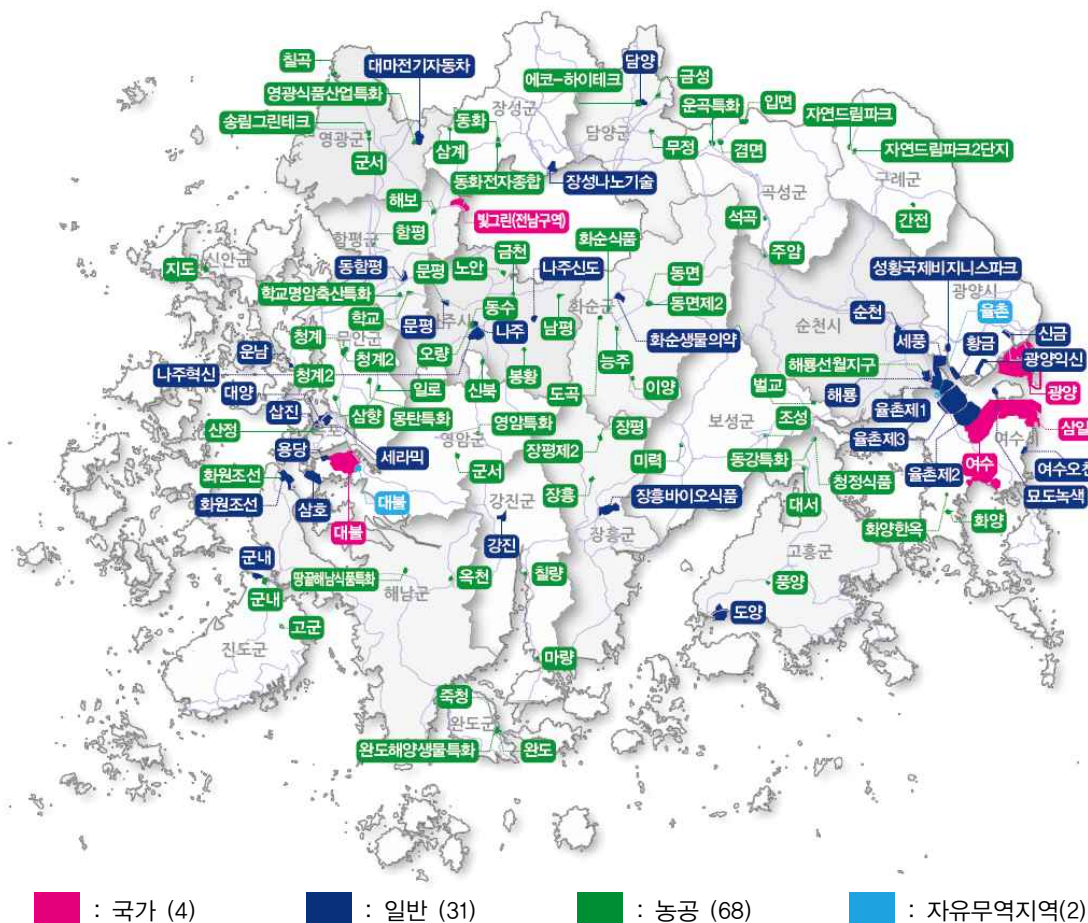 칠곡
대마전기자동차
담양
에코-하이테크
금성
영광식품산업특화
장성군
운곡특화
입면
자연드림파크
송림그린테크
영광군
동화
담양군
군서
삼계
무정
겸면
자연드림파크2단지
동화전자종합
장성나노기술
곡성군
구례군
해보
빛그린(전남구역)
화순식품
석곡
간전
함평군
함평
금천
주암
지도
신안군
동함평
문평
노안
나주신도
동면
성황국제비지니스파크
학교명암축산특화
동수
화순군
동면제2
광양시
학교
문평
나주시
나주
남평
순천시
순천
율촌
신금
청계
무안군
화순생물의약
세풍
황금
운남
청계2
오량
능주
해룡선월지구
광양익신
나주혁신
청계2
일로
신북
봉황
도곡
이양
벌교
해룡
광양
대양
삽진
보성군
조성
율촌제1
산정
삼향
몽탄특화
영암특화
장평
여수시
삼일
용당
세라믹
영암군
장평제2
미력
동강특화
율촌제3
화원조선
군서
청정식품
율촌제2
여수
여수오천
화원조선
삼호
대불
강진군
장흥
장흥바이오식품
대서
묘도녹색
대불
강진
장흥군
화양한옥
화양
군내
고흥군
땅끝해남식품특화
옥천
칠량
풍양
군내
해남군
고군
도양
진도군
마량
죽청
완도군
완도해양생물특화
완도
: 국가 (4)
: 일반 (31)
: 농공 (68)
: 자유무역지역(2)